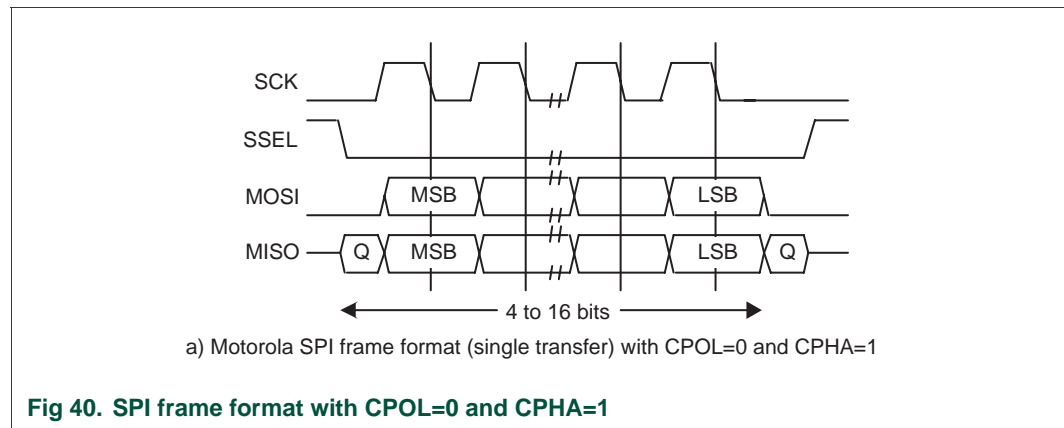 SCK
SSEL
MOSI MSB LSB
MISO Q MSB LSB Q
4 to 16 bits
a) Motorola SPI frame format (single transfer) with CPOL=0 and CPHA=1
Fig 40. SPI frame format with CPOL=0 and CPHA=1